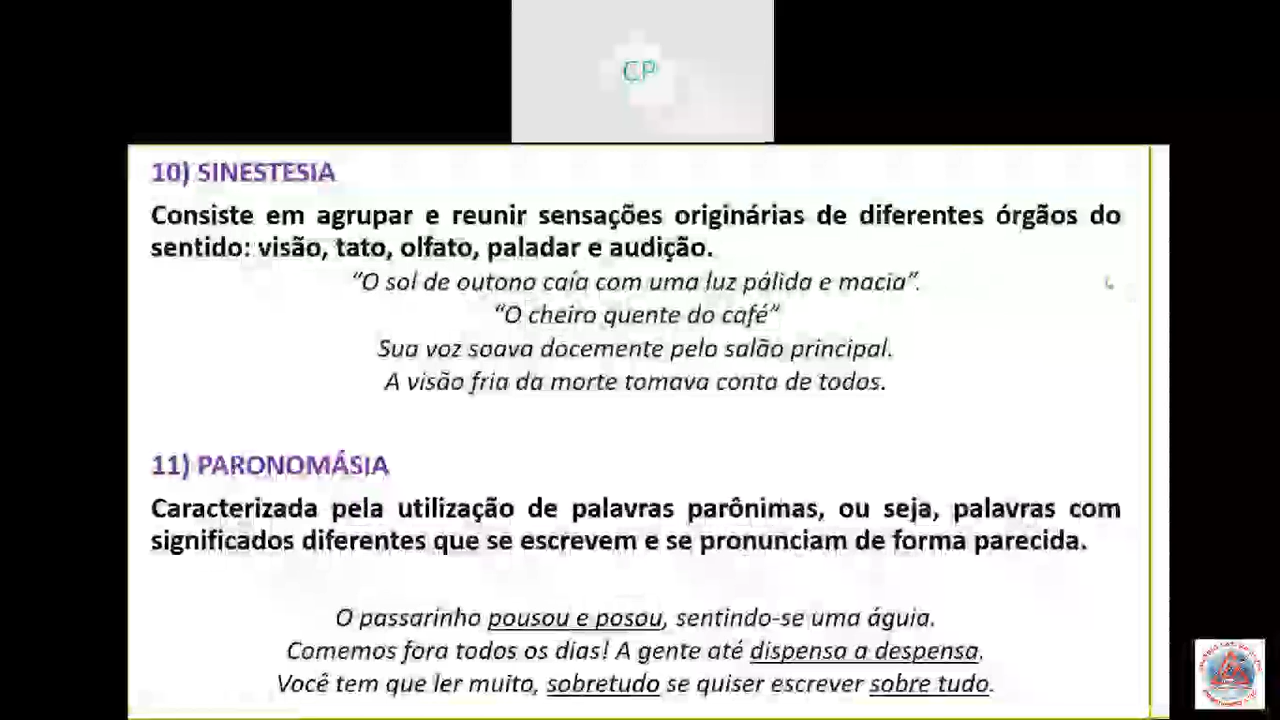 CP
10) SINESTESIA
Consiste em agrupar e reunir sensações originárias de diferentes órgãos do
sentido: visão, tato, olfato, paladar e audição.
“O sol de outono caía com uma luz pálida e macia”.
“O cheiro quente do café”
Sua voz soava docemente pelo salão principal.
A visão fria da morte tomava conta de todos.
11) PARONOMÁSIA
Caracterizada pela utilização de palavras parônimas, ou seja, palavras com
significados diferentes que se escrevem e se pronunciam de forma parecida.
O passarinho pousou e posou, sentindo-se uma águia.
Comemos fora todos os dias! A gente até dispensa a despensa.
Você tem que ler muito, sobretudo se quiser escrever sobre tudo.